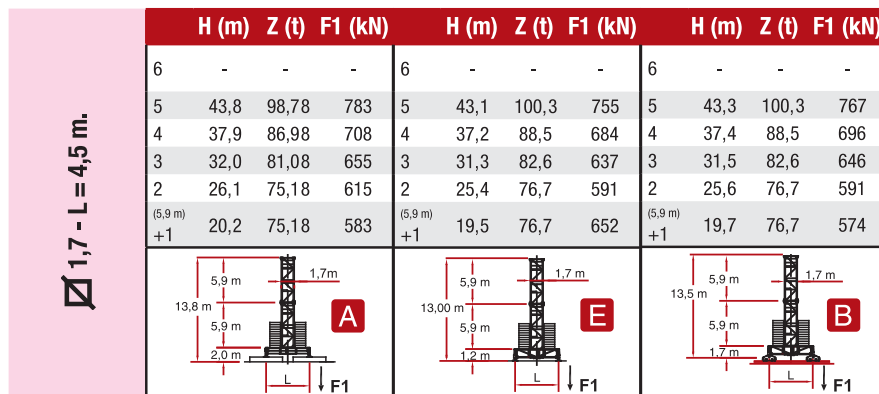 H (m) Z (t) F1 (kN) H (m) Z (t) F1 (kN) H (m) Z (t) F1 (kN)
6 - - - 6 - - - 6 - - -
5 43,8 98,78 783 5 43,1 100,3 755 5 43,3 100,3 767
4 37,9 86,98 708 4 37,2 88,5 684 4 37,4 88,5 696
3 32,0 81,08 655 3 31,3 82,6 637 3 31,5 82,6 646
2 26,1 75,18 615 2 25,4 76,7 591 2 25,6 76,7 591
(5,9 m) (5,9 m) (5,9 m)
+1 20,2 75,18 583 +1 19,5 76,7 652 +1 19,7 76,7 574
1,7 - L = 4,5 m.
5,9 m 1,7m
13,8 m
5,9 m
2,0 m
A
L
F1
5,9 m 1,7 m
13,00 m
5,9 m
1,2 m
E
L
F1
5,9 m 1,7 m
13,5 m
5,9 m
1,7 m
B
L
F1